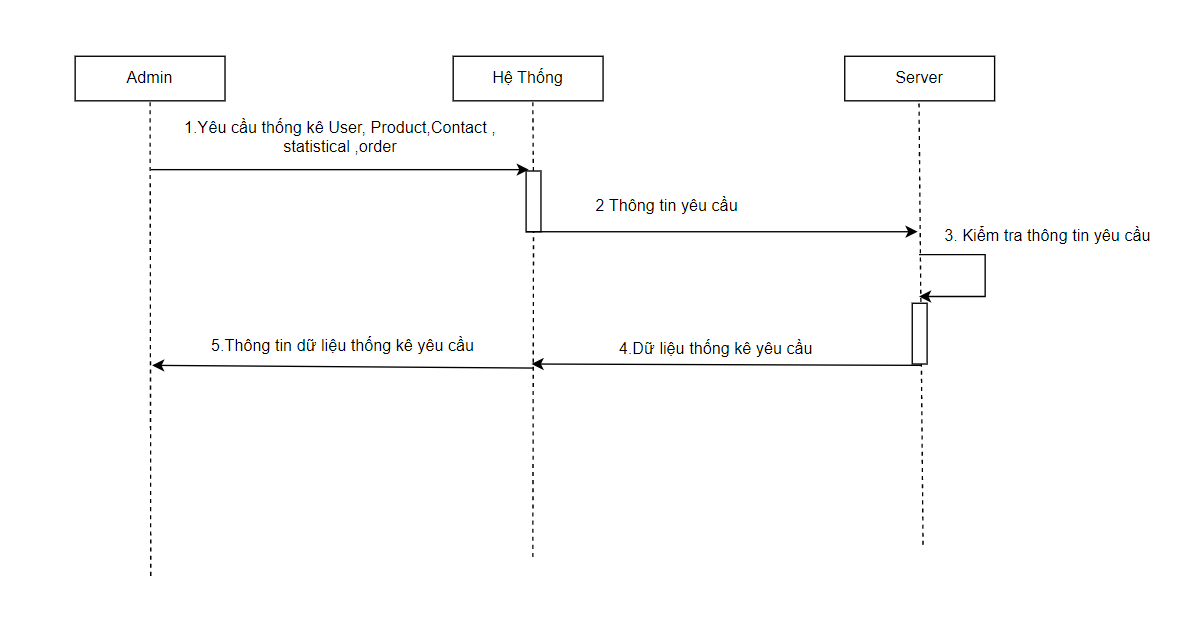 Admin
Hệ Thống
Server
1.Yêu cầu thống kê User, Product,Contact ,
statistical ,order
2 Thông tin yêu cầu
3. Kiểm tra thông tin yêu cầu
5.Thông tin dữ liệu thống kê yêu cầu
4.Dữ liệu thống kê yêu cầu